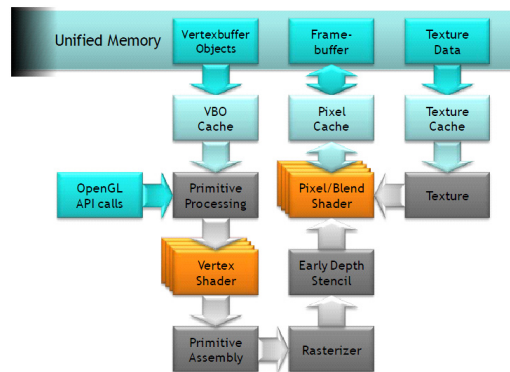 Unified Memory
Vertexbuffer
Objects
Frame-
buffer
Texture
Data
VBO
Cache
Pixel
Cache
Texture
Cache
OpenGL
API calls
Primitive
Processing
Pixel/Blend
Shader
Texture
Vertex
Shader
Early Depth
Stencil
Primitive
Assembly
Rasterizer